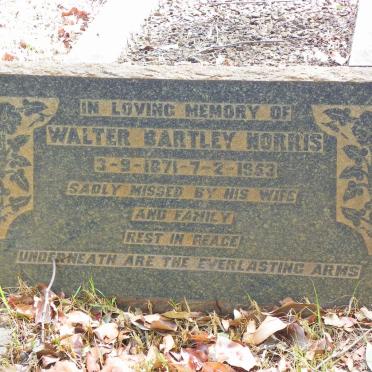 IN LOVING MEMORY OF
WALTER BARTLEY NORRIS
3-9-1871-7-2-1953
SADLY MISSED BY HIS WIFE
AND FAMILY
REST IN PEACE
UNDERNEATH ARE THE EVERLASTING ARMS